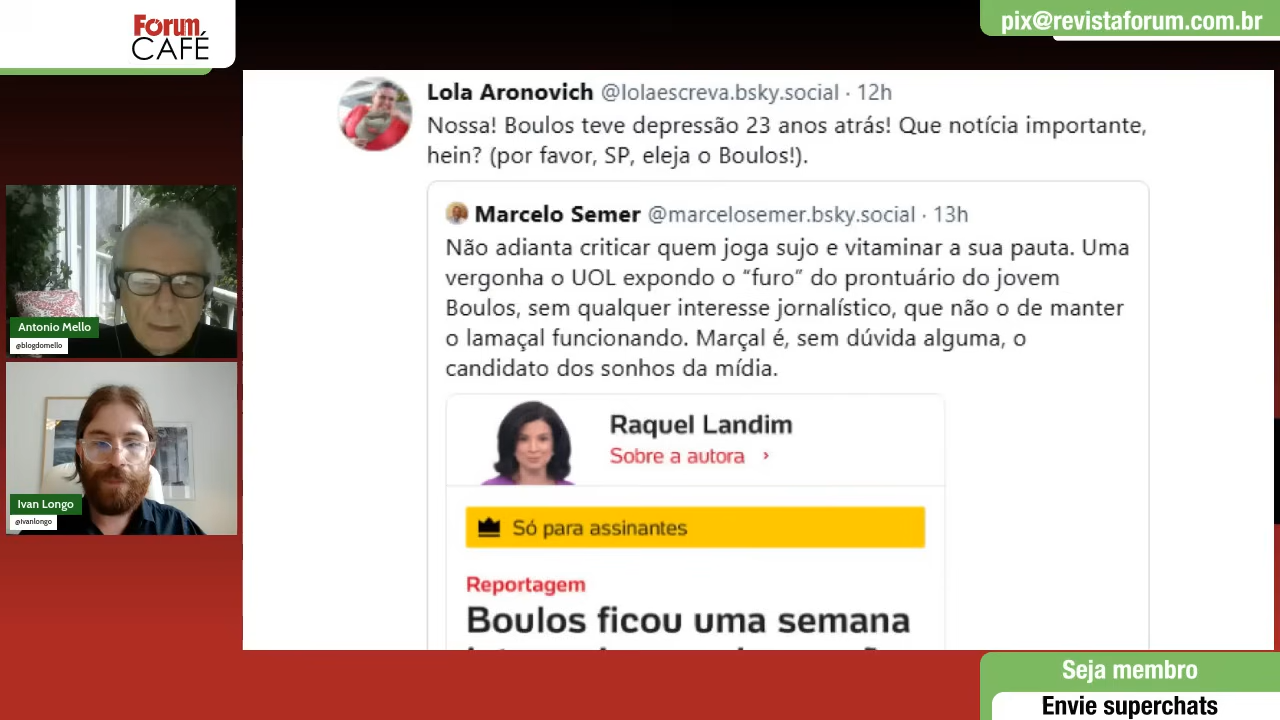 Forum
CAFÉ
pix@revistaforum.com.br
Lola Aronovich @lolaescreva.bsky.social · 12h
Nossa! Boulos teve depressão 23 anos atrás! Que notícia importante,
hein? (por favor, SP, eleja o Boulos!).
Marcelo Semer @marcelosemer.bsky.social · 13h
Não adianta criticar quem joga sujo e vitaminar a sua pauta. Uma
vergonha o UOL expondo o “furo” do prontuário do jovem
Boulos, sem qualquer interesse jornalístico, que não o de manter
o lamaçal funcionando. Marçal é, sem dúvida alguma, o
candidato dos sonhos da mídia.
Raquel Landim
Sobre a autora ›
Só para assinantes
Reportagem
Boulos ficou uma semana
Antonio Mello
@blogdomello
Ivan Longo
@ivanlongo
Seja membro
Envie superchats